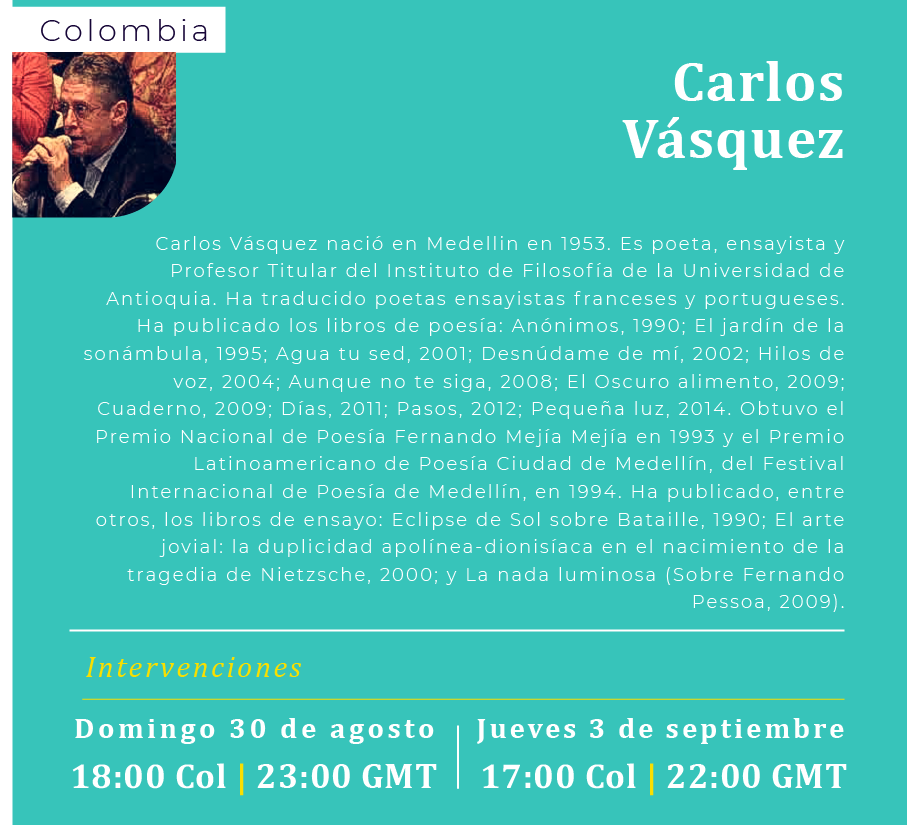 Colombia
Carlos
Vásquez
Carlos Vásquez nació en Medellin en 1953. Es poeta, ensayista y
Profesor Titular del Instituto de Filosofía de la Universidad de
Antioquia. Ha traducido poetas ensayistas franceses y portugueses.
Ha publicado los libros de poesía: Anónimos, 1990; El jardín de la
sonámbula, 1995; Agua tu sed, 2001; Desnúdame de mí, 2002; Hilos de
voz, 2004; Aunque no te siga, 2008; El Oscuro alimento, 2009;
Cuaderno, 2009; Días, 2011; Pasos, 2012; Pequeña luz, 2014. Obtuvo el
Premio Nacional de Poesía Fernando Mejía Mejía en 1993 y el Premio
Latinoamericano de Poesía Ciudad de Medellín, del Festival
Internacional de Poesía de Medellín, en 1994. Ha publicado, entre
otros, los libros de ensayo: Eclipse de Sol sobre Bataille, 1990; El arte
jovial: la duplicidad apolínea-dionisíaca en el nacimiento de la
tragedia de Nietzsche, 2000; y La nada luminosa (Sobre Fernando
Pessoa, 2009).
Intervenciones
Domingo 30 de agosto | Jueves 3 de septiembre
18:00 Col | 23:00 GMT 17:00 Col | 22:00 GMT